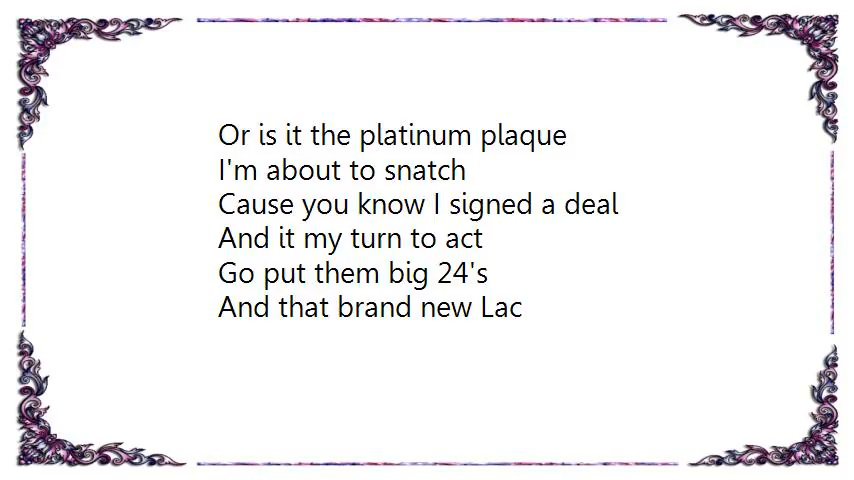 Or is it the platinum plaque
I'm about to snatch
Cause you know I signed a deal
And it my turn to act
Go put them big 24's
And that brand new Lac